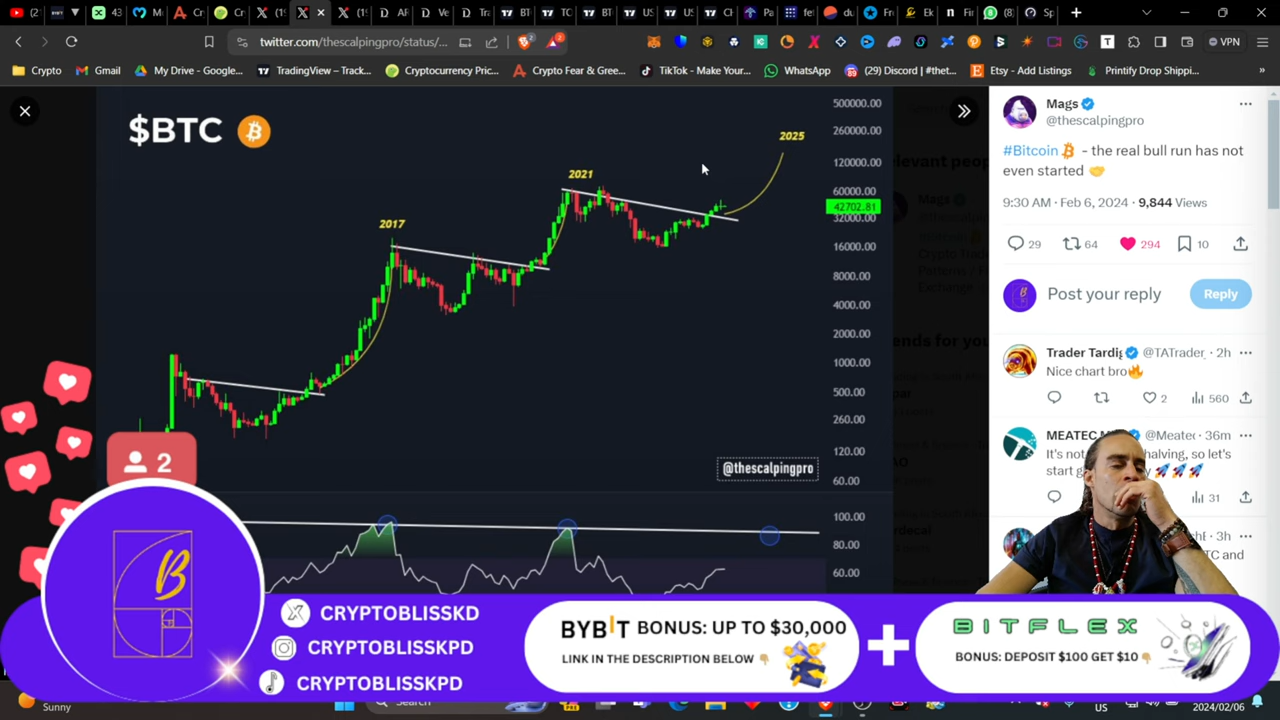 twitter.com/thescalpingpro/status/...
VPN
Crypto
Gmail
My Drive - Google...
TradingView – Track...
Cryptocurrency Pric...
Crypto Fear & Gree...
TikTok - Make Your...
WhatsApp
(29) Discord | #thet...
Etsy - Add Listings
Printify Drop Shippi...
$BTC
2017
2021
2025
500000.00
260000.00
120000.00
60000.00
42702.81
32000.00
16000.00
8000.00
4000.00
2000.00
1000.00
500.00
260.00
120.00
60.00
100.00
80.00
60.00
@thescalpingpro
Mags
@thescalpingpro
#Bitcoin - the real bull run has not
even started
9:30 AM · Feb 6, 2024 · 9,844 Views
29
64
294
10
Post your reply
Reply
Trader Tardig @TATrader_ · 2h
Nice chart bro
2
560
MEATEC @Meatec · 36m
halving, so let's
31
3h
2
B
CRYPTOBLISSKD
CRYPTOBLISSKPD
CRYPTOBLISSKPD
BYBIT BONUS: UP TO $30,000
LINK IN THE DESCRIPTION BELOW
+
BITFLEX
BONUS: DEPOSIT $100 GET $10
Sunny
Search
US
2024/02/06